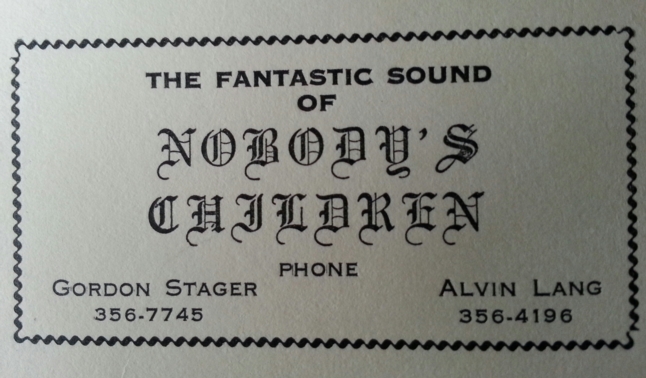 THE FANTASTIC SOUND
OF
NOBODY'S
CHILDREN
PHONE
GORDON STAGER
356-7745
ALVIN LANG
356-4196